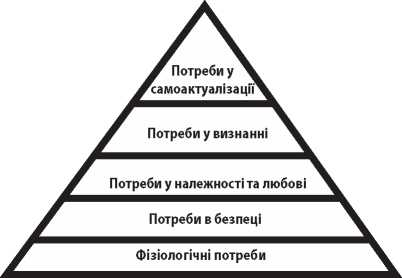 Потреби у
самоактуалізації
Потреби у визнанні
Потреби у належності та любові
Потреби в безпеці
Фізіологічні потреби